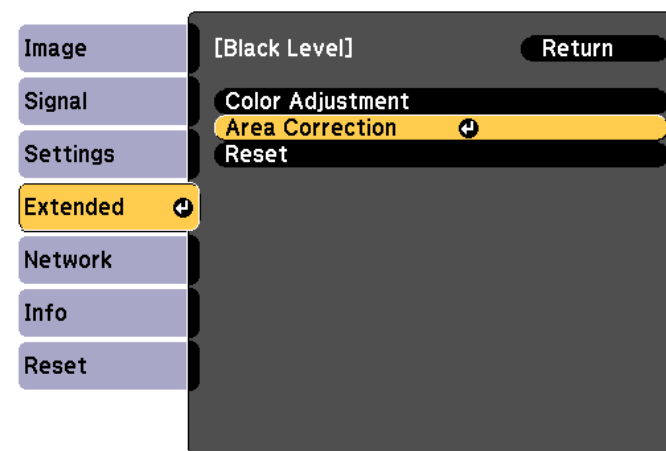 Image
Signal
Settings
Extended
Network
Info
Reset
[Black Level]
Return
Color Adjustment
Area Correction
Reset